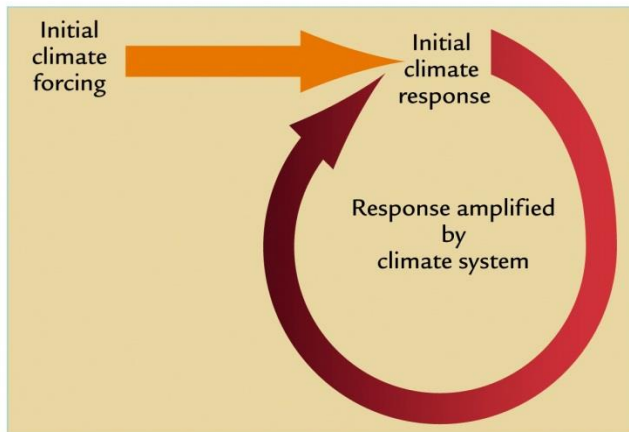 Initial
climate
forcing
Initial
climate
response
Response amplified
by
climate system